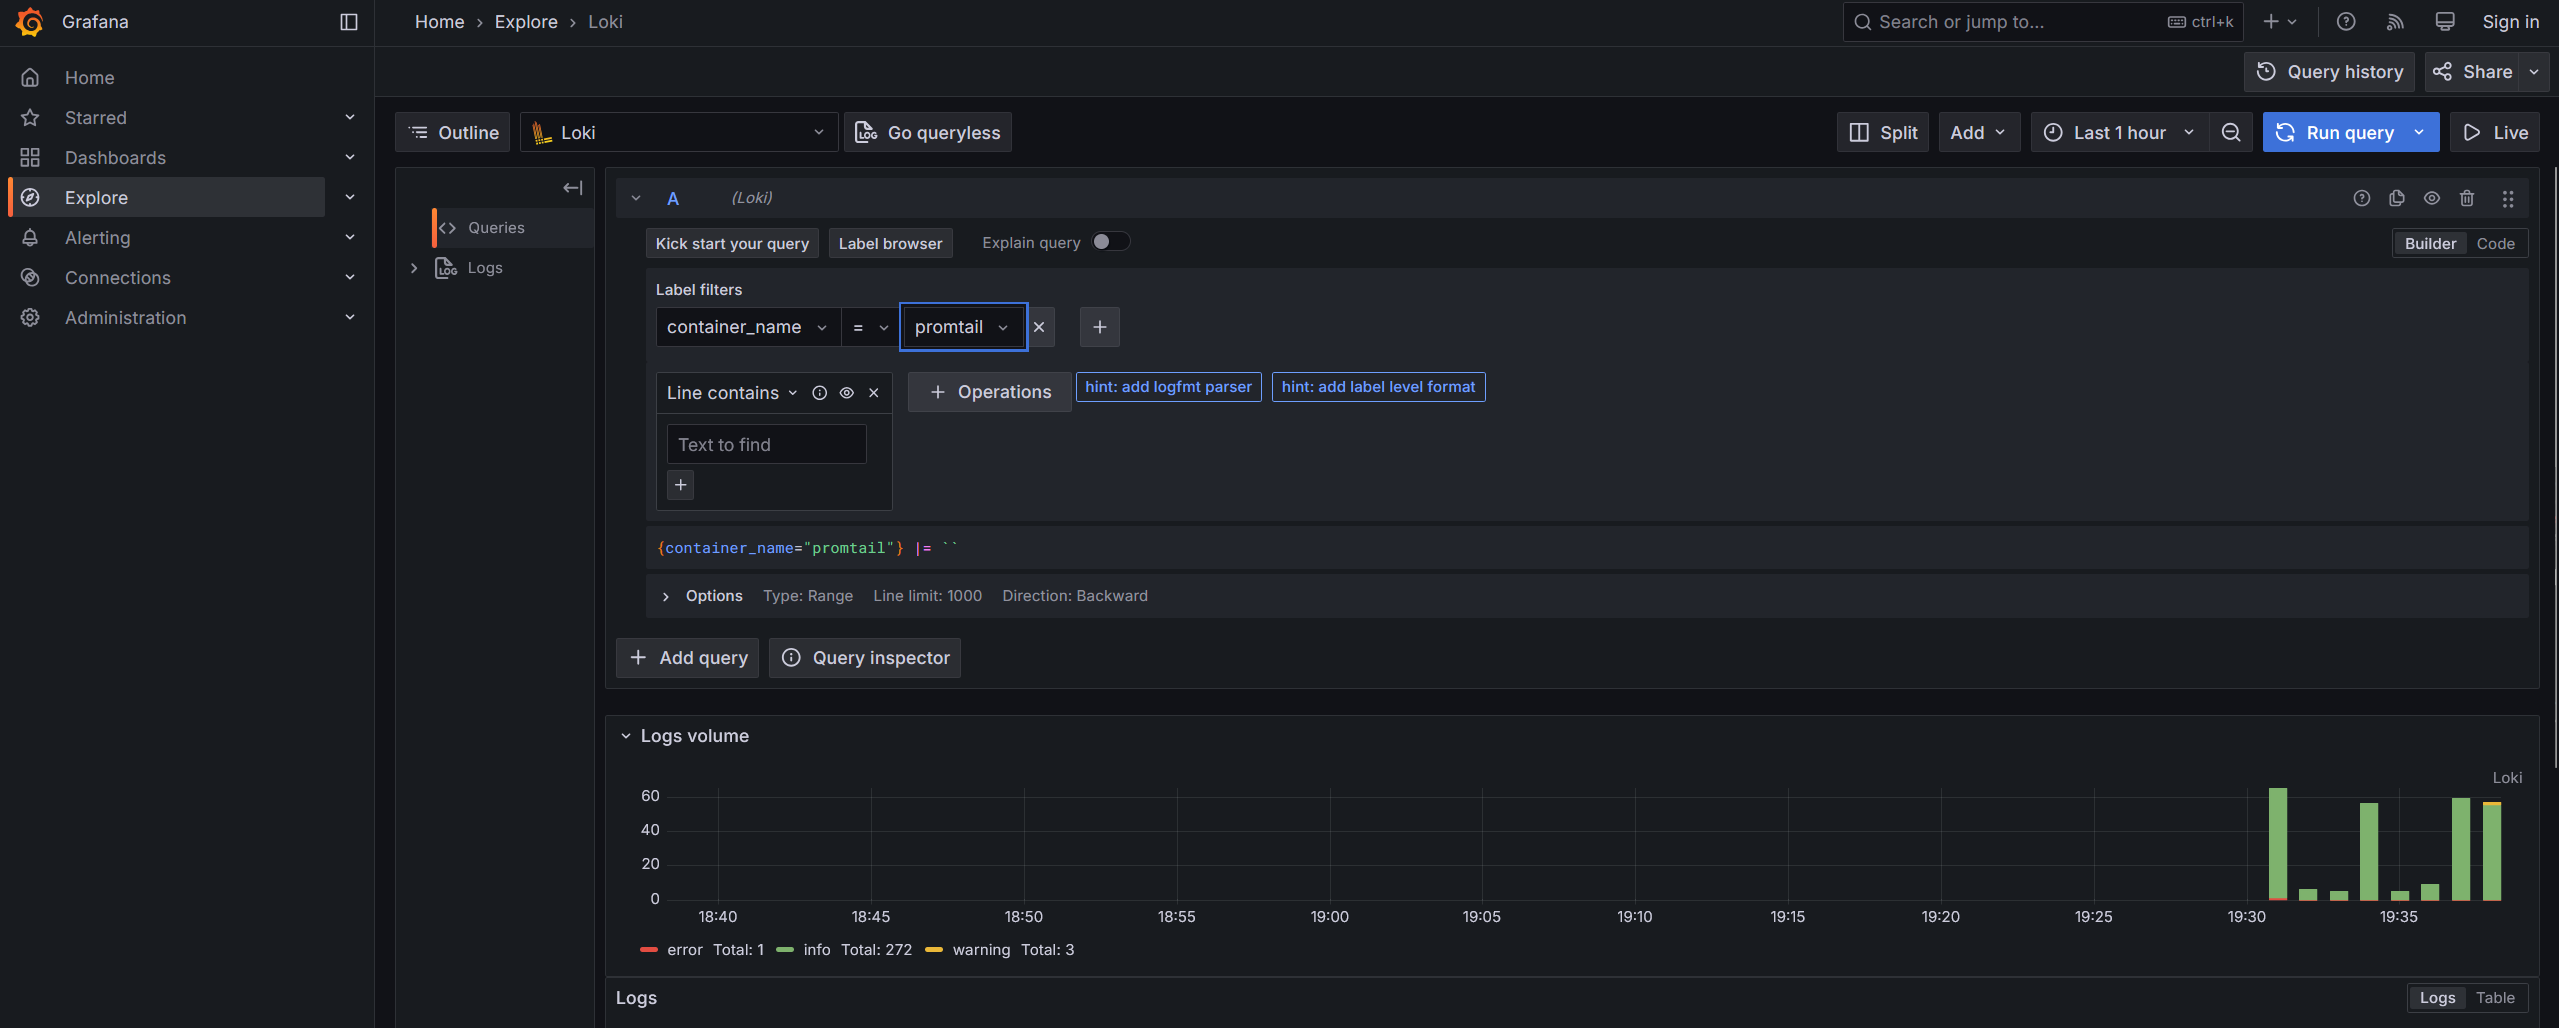 Grafana
Home › Explore › Loki
Search or jump to...
ctrl+k
Sign in
Home
Starred
Dashboards
Explore
Alerting
Connections
Administration
Query history
Share
Outline
Loki
Go queryless
Split
Add
Last 1 hour
Run query
Live
Queries
Logs
A
(Loki)
Kick start your query
Label browser
Explain query
Builder
Code
Label filters
container_name
=
promtail
Line contains
Operations
hint: add logfmt parser
hint: add label level format
Text to find
{container_name="promtail"} |= ``
Options
Type: Range
Line limit: 1000
Direction: Backward
Add query
Query inspector
Logs volume
Loki
60
40
20
0
18:40
18:45
18:50
18:55
19:00
19:05
19:10
19:15
19:20
19:25
19:30
19:35
error Total: 1
info Total: 272
warning Total: 3
Logs
Logs
Table